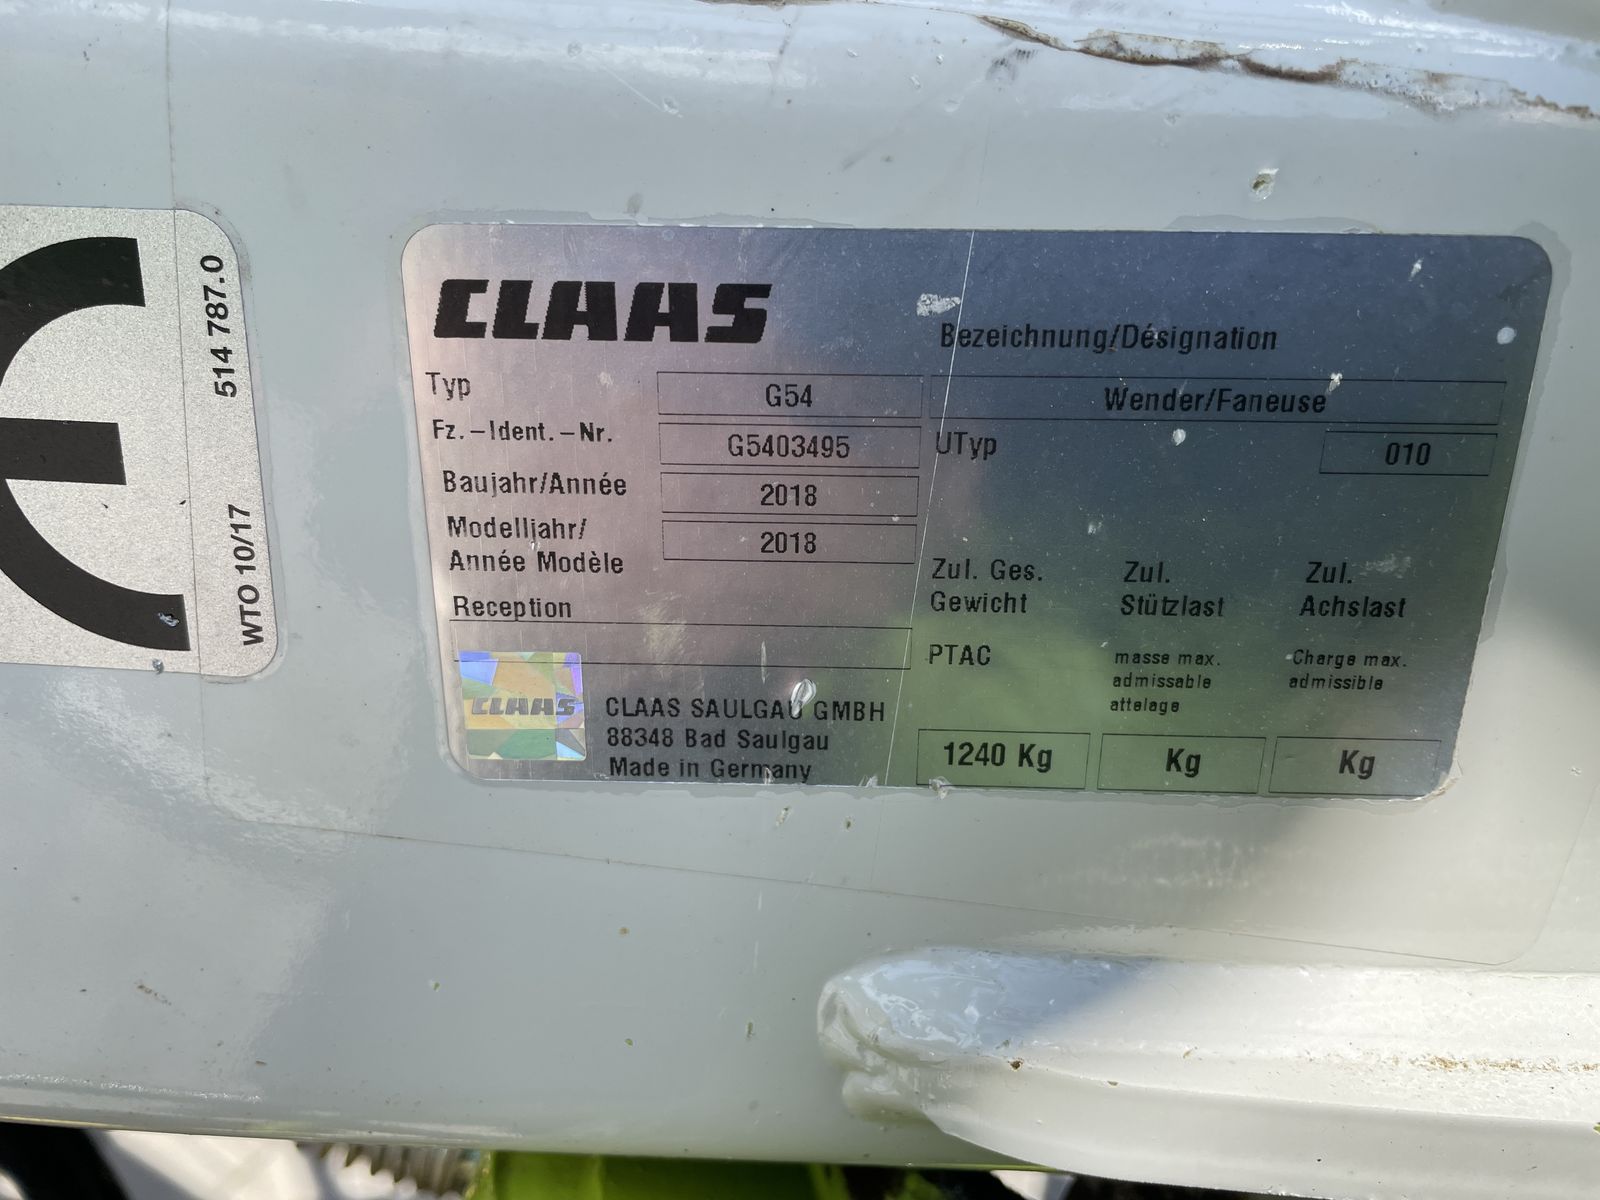 514 787.0
WTO 10/17
CLAAS
Bezeichnung/Désignation
Typ G54 Wender/Faneuse
Fz.-Ident.-Nr. G5403495 UTyp 010
Baujahr/Année 2018
Modelljahr/
Année Modèle 2018
Reception
Zul. Ges. Zul. Zul.
Gewicht Stützlast Achslast
PTAC masse max. Charge max.
admissable admissible
attelage
1240 Kg Kg Kg
CLAAS
CLAAS SAULGAU GMBH
88348 Bad Saulgau
Made in Germany